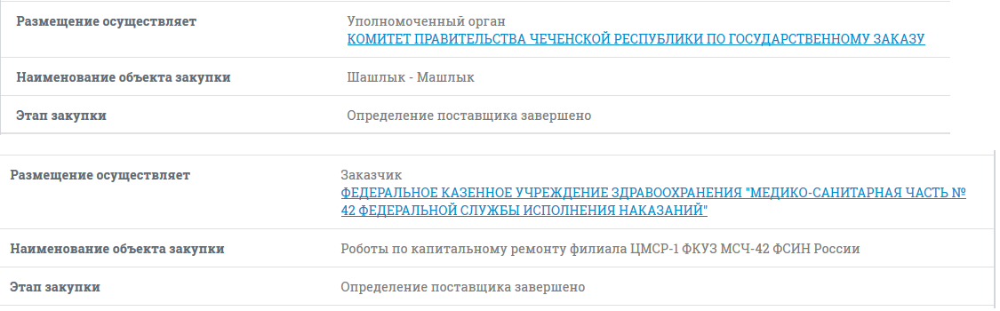 Размещение осуществляет
Уполномоченный орган
КОМИТЕТ ПРАВИТЕЛЬСТВА ЧЕЧЕНСКОЙ РЕСПУБЛИКИ ПО ГОСУДАРСТВЕННОМУ ЗАКАЗУ
Наименование объекта закупки
Шашлык - Машлык
Этап закупки
Определение поставщика завершено
Размещение осуществляет
Заказчик
ФЕДЕРАЛЬНОЕ КАЗЕННОЕ УЧРЕЖДЕНИЕ ЗДРАВООХРАНЕНИЯ "МЕДИКО-САНИТАРНАЯ ЧАСТЬ №
42 ФЕДЕРАЛЬНОЙ СЛУЖБЫ ИСПОЛНЕНИЯ НАКАЗАНИЙ"
Наименование объекта закупки
Роботы по капитальному ремонту филиала ЦМСР-1 ФКУЗ МСЧ-42 ФСИН России
Этап закупки
Определение поставщика завершено